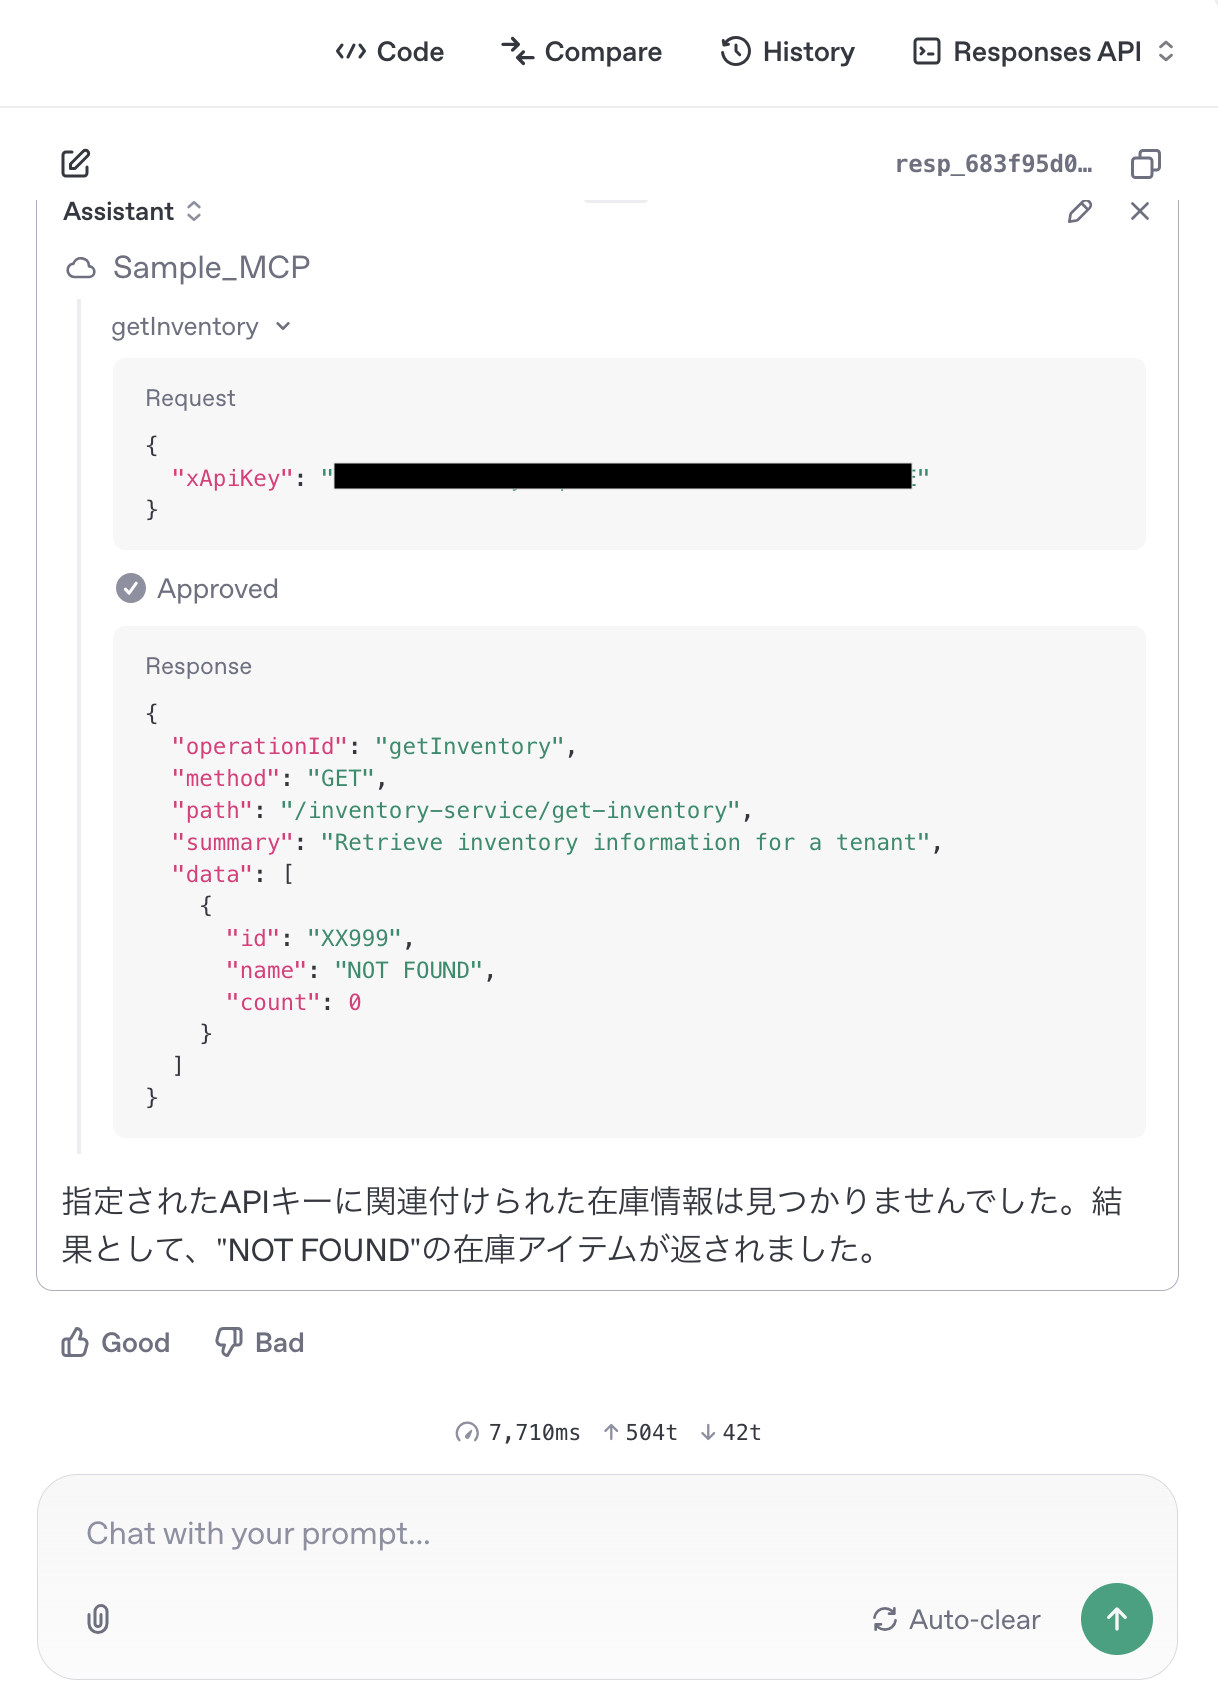 Code Compare History Responses API
resp_683f95d0…
Assistant
Sample_MCP
getInventory
Request
{
"xApiKey": " "
}
Approved
Response
{
"operationId": "getInventory",
"method": "GET",
"path": "/inventory-service/get-inventory",
"summary": "Retrieve inventory information for a tenant",
"data": [
{
"id": "XX999",
"name": "NOT FOUND",
"count": 0
}
]
}
指定されたAPIキーに関連付けられた在庫情報は見つかりませんでした。結
果として、"NOT FOUND"の在庫アイテムが返されました。
Good Bad
7,710ms ↑504t ↓42t
Chat with your prompt...
Auto-clear